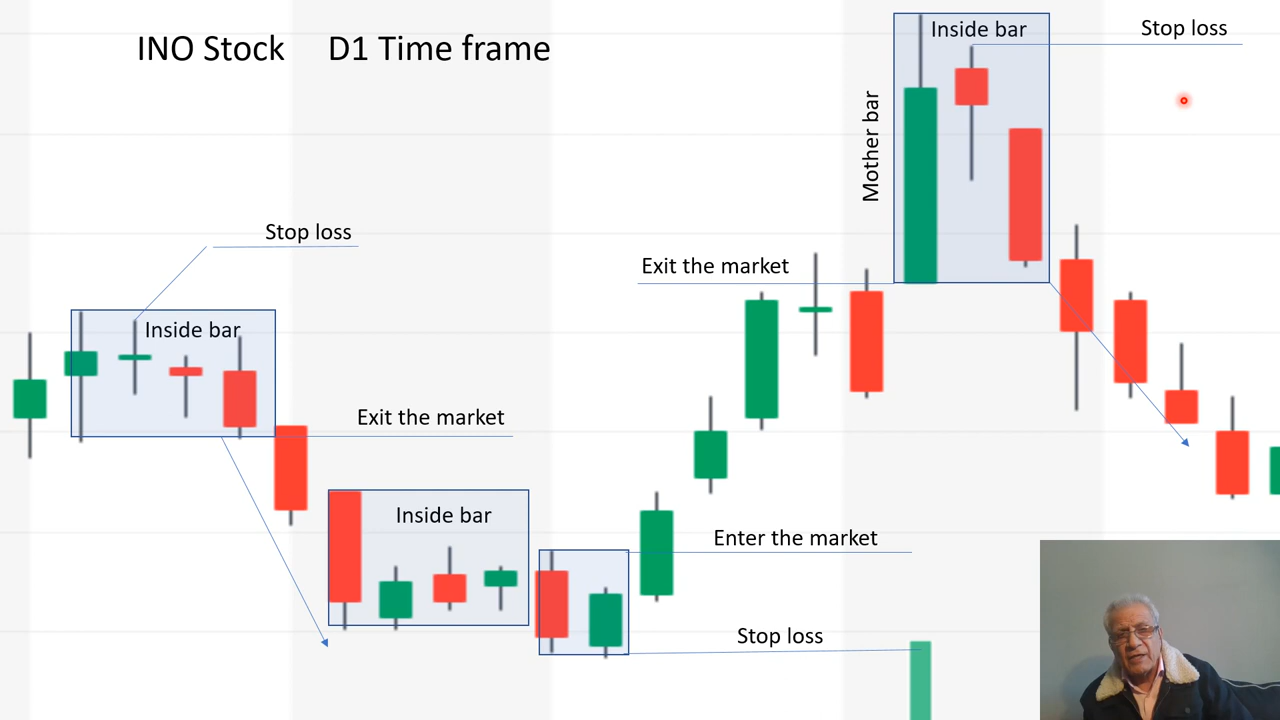 INO Stock D1 Time frame
Inside bar
Stop loss
Mother bar
Stop loss
Exit the market
Inside bar
Exit the market
Inside bar
Enter the market
Stop loss